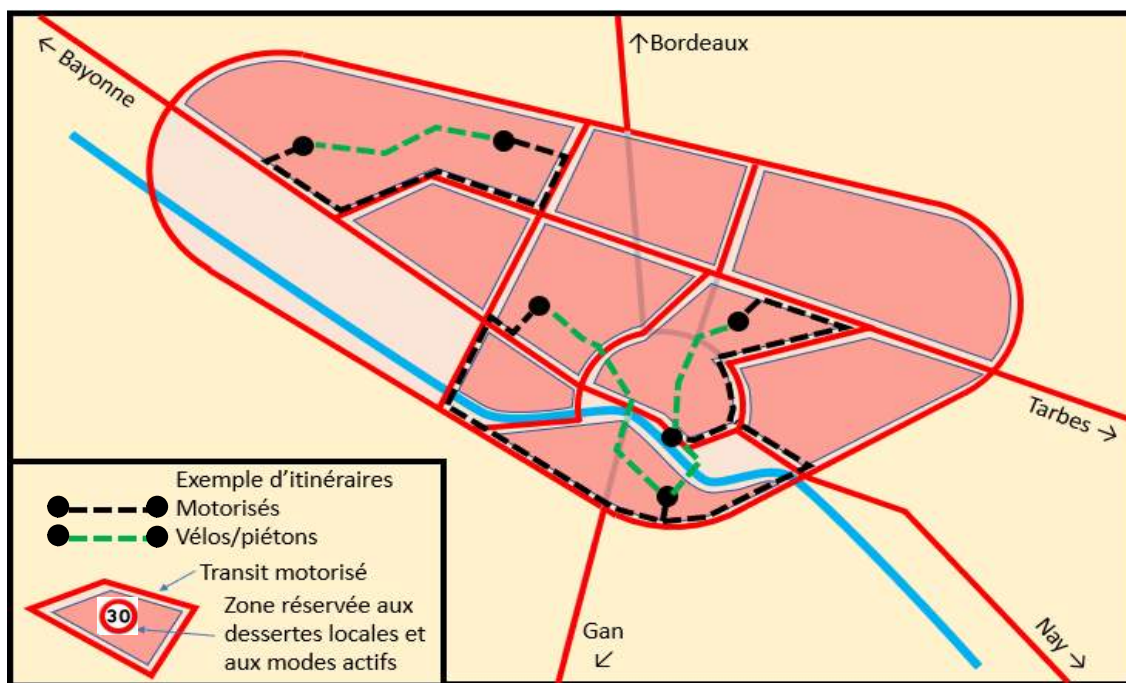 ← Bayonne
↑Bordeaux
Tarbes →
Nay →
Gan
↙
Exemple d'itinéraires
Motorisés
Vélos/piétons
Transit motorisé
30
Zone réservée aux
dessertes locales et
aux modes actifs